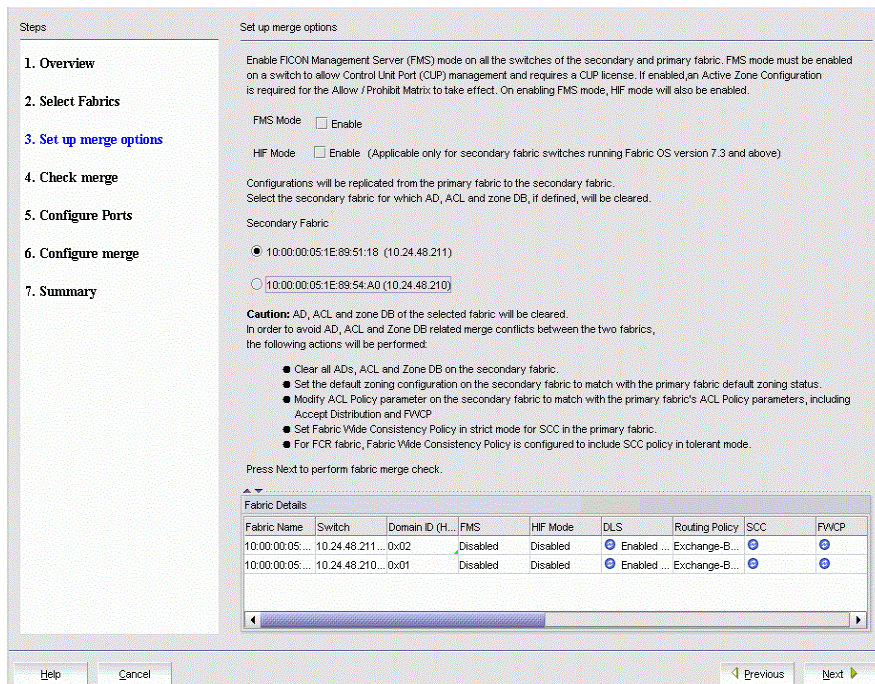 Steps
1. Overview
2. Select Fabrics
3. Set up merge options
4. Check merge
5. Configure Ports
6. Configure merge
7. Summary
Set up merge options
Enable FICON Management Server (FMS) mode on all the switches of the secondary and primary fabric. FMS mode must be enabled
on a switch to allow Control Unit Port (CUP) management and requires a CUP license. If enabled,an Active Zone Configuration
is required for the Allow / Prohibit Matrix to take effect. On enabling FMS mode, HIF mode will also be enabled.
FMS Mode Enable
HIF Mode Enable (Applicable only for secondary fabric switches running Fabric OS version 7.3 and above)
Configurations will be replicated from the primary fabric to the secondary fabric.
Select the secondary fabric for which AD, ACL and zone DB, if defined, will be cleared.
Secondary Fabric
10:00:00:05:1E:89:51:18 (10.24.48.211)
10:00:00:05:1E:89:54:A0 (10.24.48.210)
Caution: AD, ACL and zone DB of the selected fabric will be cleared.
In order to avoid AD, ACL and Zone DB related merge conflicts between the two fabrics,
the following actions will be performed:
Clear all ADs, ACL and Zone DB on the secondary fabric.
Set the default zoning configuration on the secondary fabric to match with the primary fabric default zoning status.
Modify ACL Policy parameter on the secondary fabric to match with the primary fabric's ACL Policy parameters, including
Accept Distribution and FWCP
Set Fabric Wide Consistency Policy in strict mode for SCC in the primary fabric.
For FCR fabric, Fabric Wide Consistency Policy is configured to include SCC policy in tolerant mode.
Press Next to perform fabric merge check.
Fabric Details
Fabric Name Switch Domain ID (H... FMS HIF Mode DLS Routing Policy SCC FWCP
10:00:00:05:... 10.24.48.211... 0x02 Disabled Disabled Enabled ... Exchange-B...
10:00:00:05:... 10.24.48.210... 0x01 Disabled Disabled Enabled ... Exchange-B...
Help Cancel Previous Next